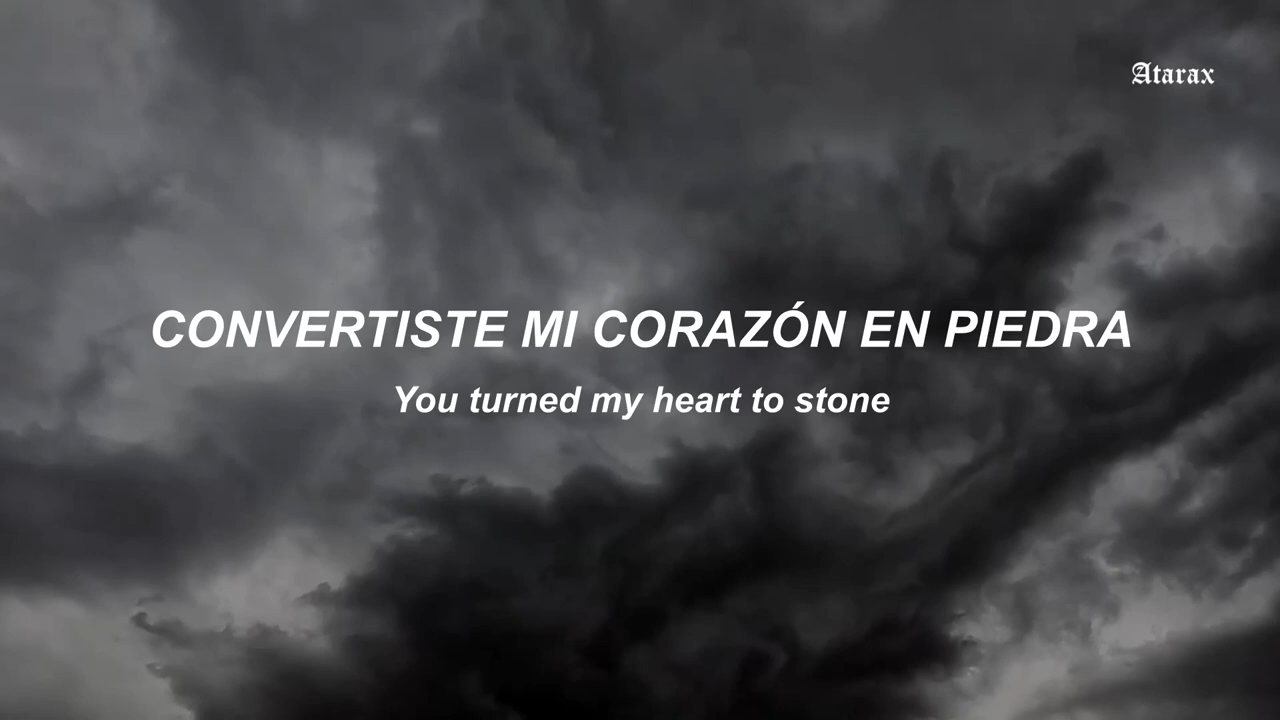 Atarax
CONVERTISTE MI CORAZÓN EN PIEDRA
You turned my heart to stone